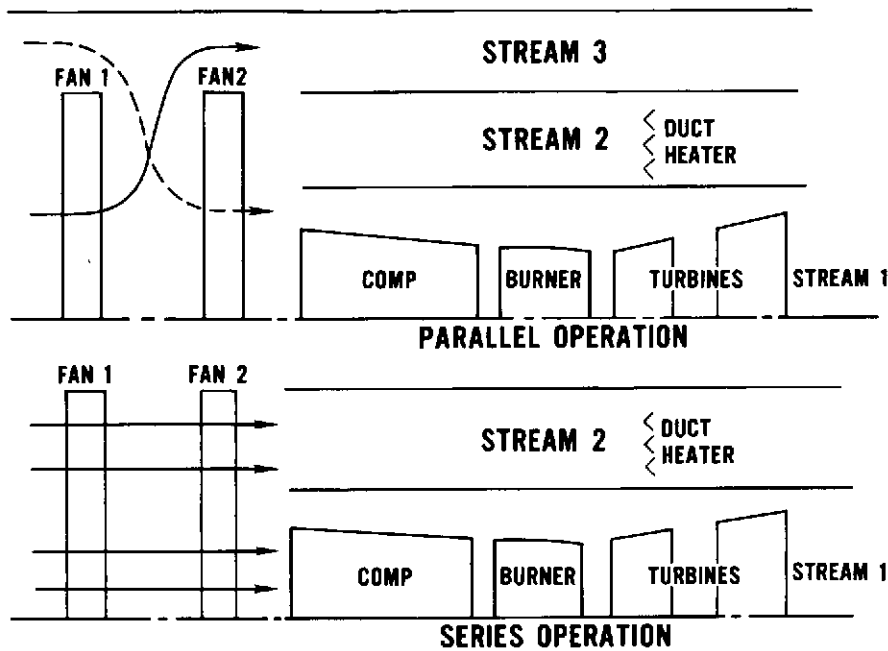 STREAM 3
FAN 1
FAN2
STREAM 2
DUCT
HEATER
COMP
BURNER
TURBINES
STREAM 1
PARALLEL OPERATION
FAN 1
FAN 2
STREAM 2
DUCT
HEATER
COMP
BURNER
TURBINES
STREAM 1
SERIES OPERATION